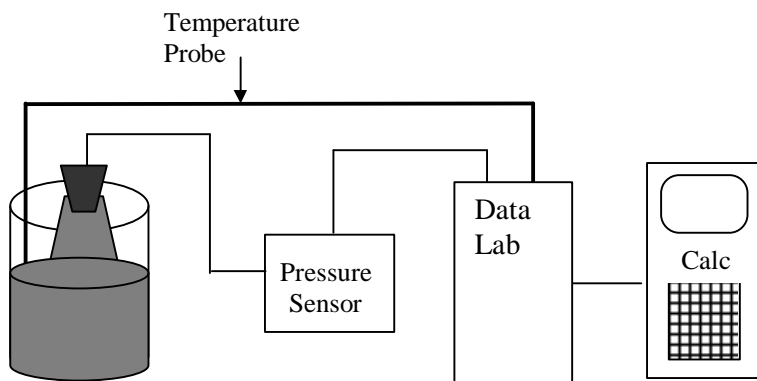 Temperature
Probe
Data
Lab
Calc
Pressure
Sensor